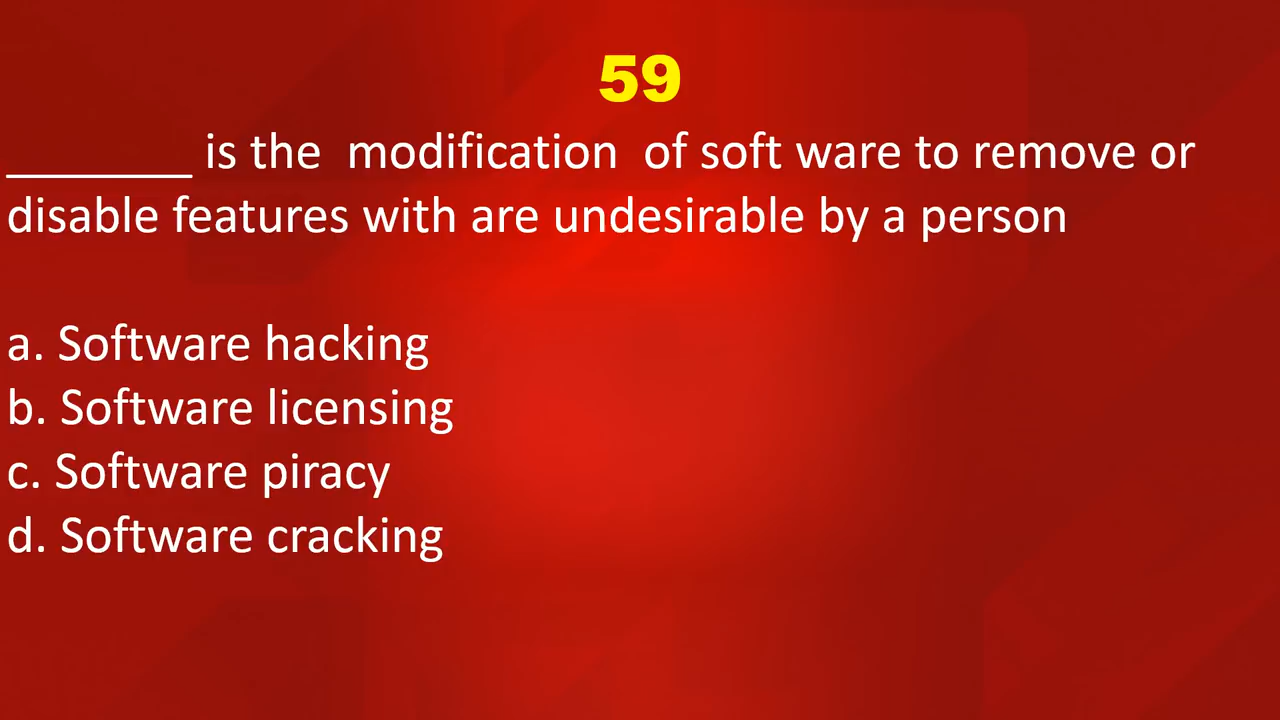 59
_______ is the modification of soft ware to remove or
disable features with are undesirable by a person
a. Software hacking
b. Software licensing
c. Software piracy
d. Software cracking